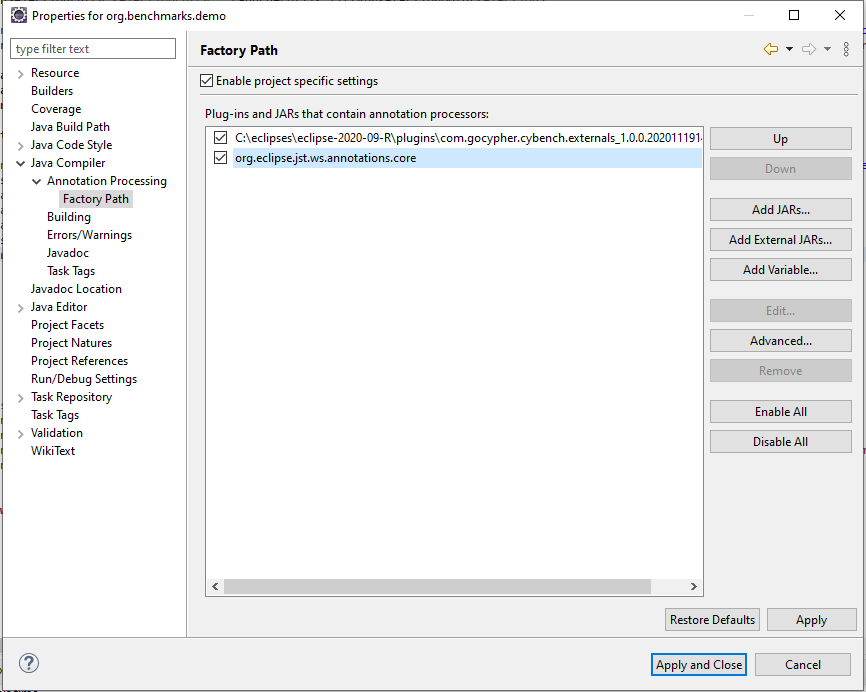 Properties for org.benchmarks.demo
type filter text
Resource
Builders
Coverage
Java Build Path
Java Code Style
Java Compiler
Annotation Processing
Factory Path
Building
Errors/Warnings
Javadoc
Task Tags
Javadoc Location
Java Editor
Project Facets
Project Natures
Project References
Run/Debug Settings
Task Repository
Task Tags
Validation
WikiText
Factory Path
Enable project specific settings
Plug-ins and JARs that contain annotation processors:
C:\eclipses\eclipse-2020-09-R\plugins\com.gocypher.cybench.externals_1.0.0.202011191
org.eclipse.jst.ws.annotations.core
Up
Down
Add JARs...
Add External JARs...
Add Variable...
Edit...
Advanced...
Remove
Enable All
Disable All
Restore Defaults
Apply
?
Apply and Close
Cancel